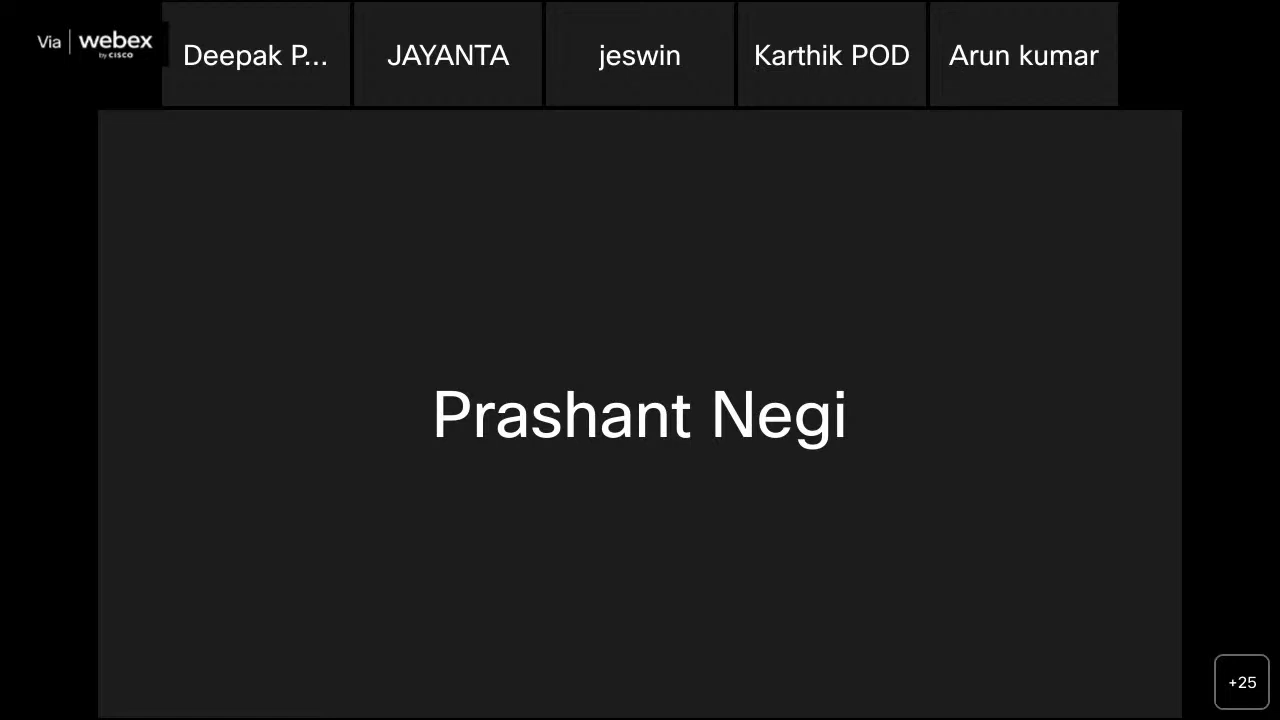 Via | webex
by CISCO
Deepak P...
JAYANTA
jeswin
Karthik POD
Arun kumar
Prashant Negi
+25